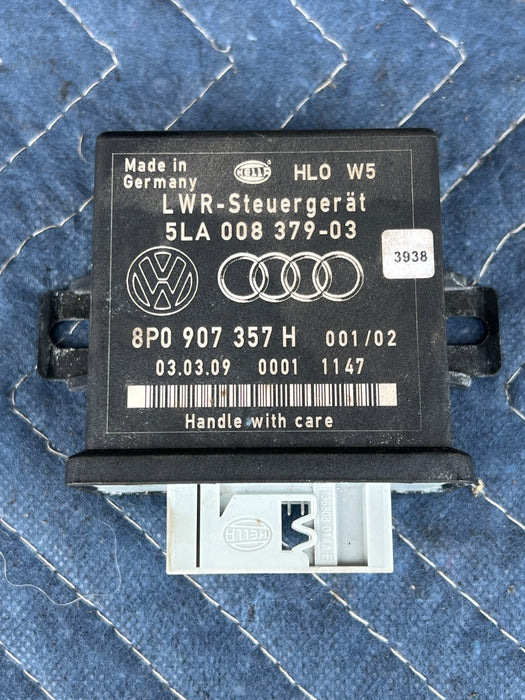 Made in
Germany
HELLA
HLO W5
LWR-Steuergerät
5LA 008 379-03
3938
8P0 907 357 H 001/02
03.03.09 0001 1147
Handle with care
HELLA